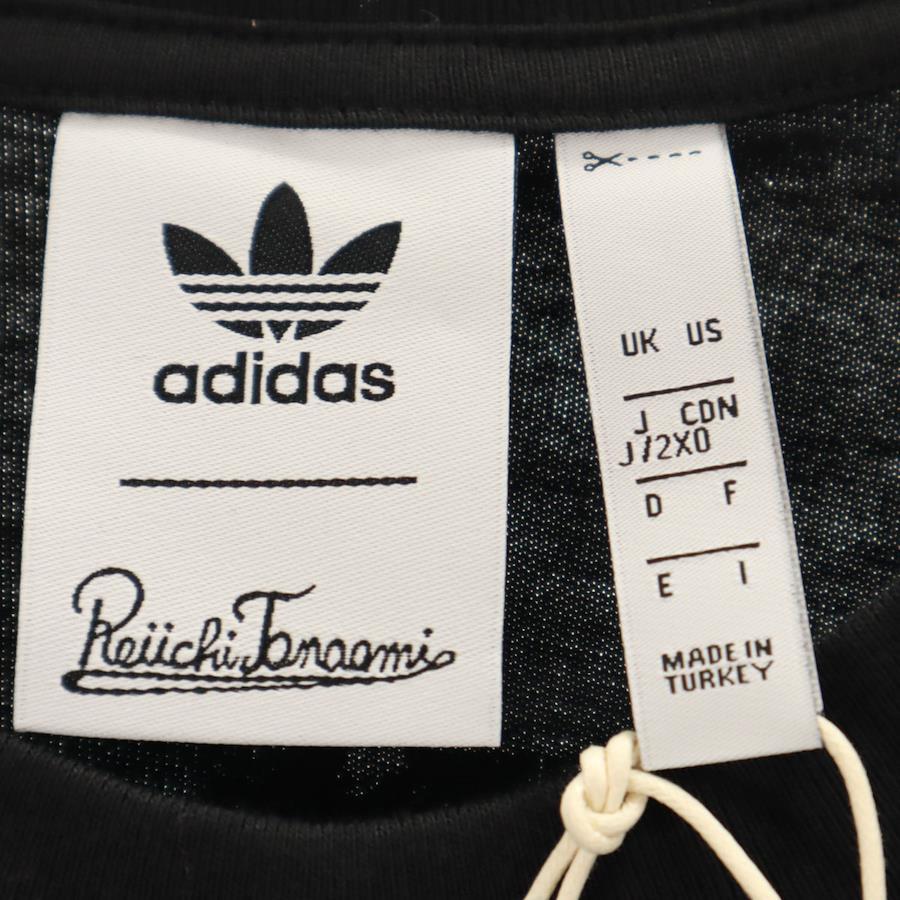 adidas
Keiichi Tanaami
UK US
J CDN
J/2XO
D F
E I
MADE IN
TURKEY